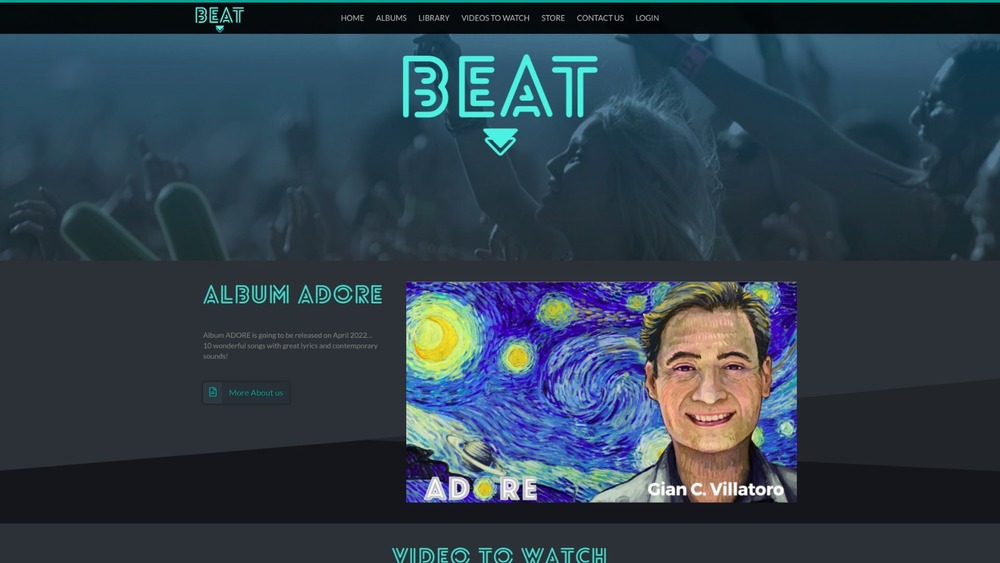 BEAT
HOME ALBUMS LIBRARY VIDEOS TO WATCH STORE CONTACT US LOGIN
BEAT
ALBUM ADORE
Album ADORE is going to be released on April 2022...
10 wonderful songs with great lyrics and contemporary
sounds!
More About us
ADORE
Gian C. Villatoro
VIDEO TO WATCH